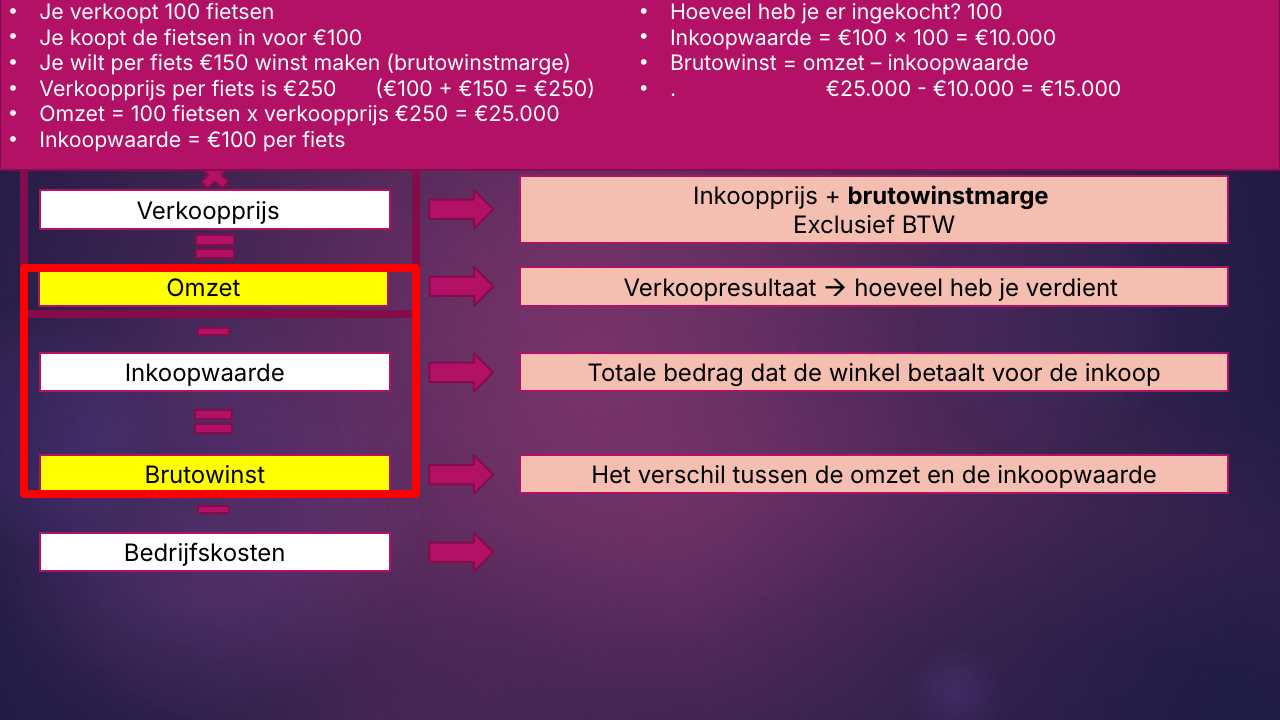 • Je verkoopt 100 fietsen
• Je koopt de fietsen in voor €100
• Je wilt per fiets €150 winst maken (brutowinstmarge)
• Verkoopprijs per fiets is €250 (€100 + €150 = €250)
• Omzet = 100 fietsen x verkoopprijs €250 = €25.000
• Inkoopwaarde = €100 per fiets
• Hoeveel heb je er ingekocht? 100
• Inkoopwaarde = €100 × 100 = €10.000
• Brutowinst = omzet – inkoopwaarde
• . €25.000 - €10.000 = €15.000
Verkoopprijs
Inkoopprijs + brutowinstmarge
Exclusief BTW
Omzet
Verkoopresultaat → hoeveel heb je verdient
Inkoopwaarde
Totale bedrag dat de winkel betaalt voor de inkoop
Brutowinst
Het verschil tussen de omzet en de inkoopwaarde
Bedrijfskosten